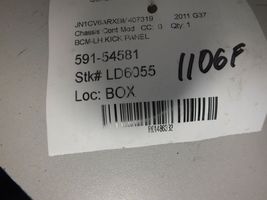 2011 G37
Chassis Cont Mod CC: 0 Qty: 1
BCM-LH KICK PANEL
591-54581
Stk# LD6055
Loc: BOX
1106F